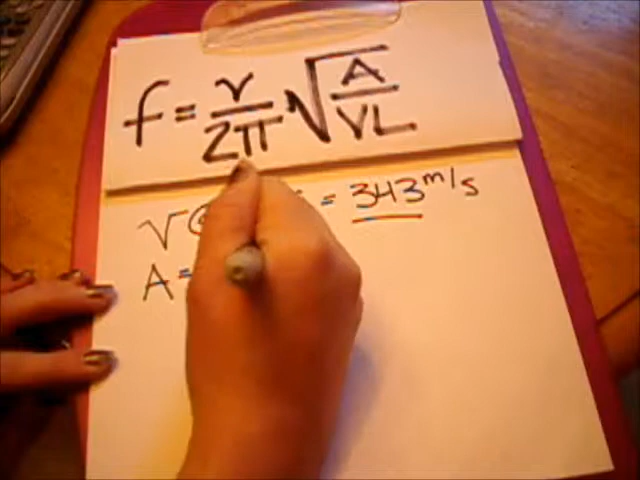 f = v/2π √A/VL
v @ = 343 m/s
A =